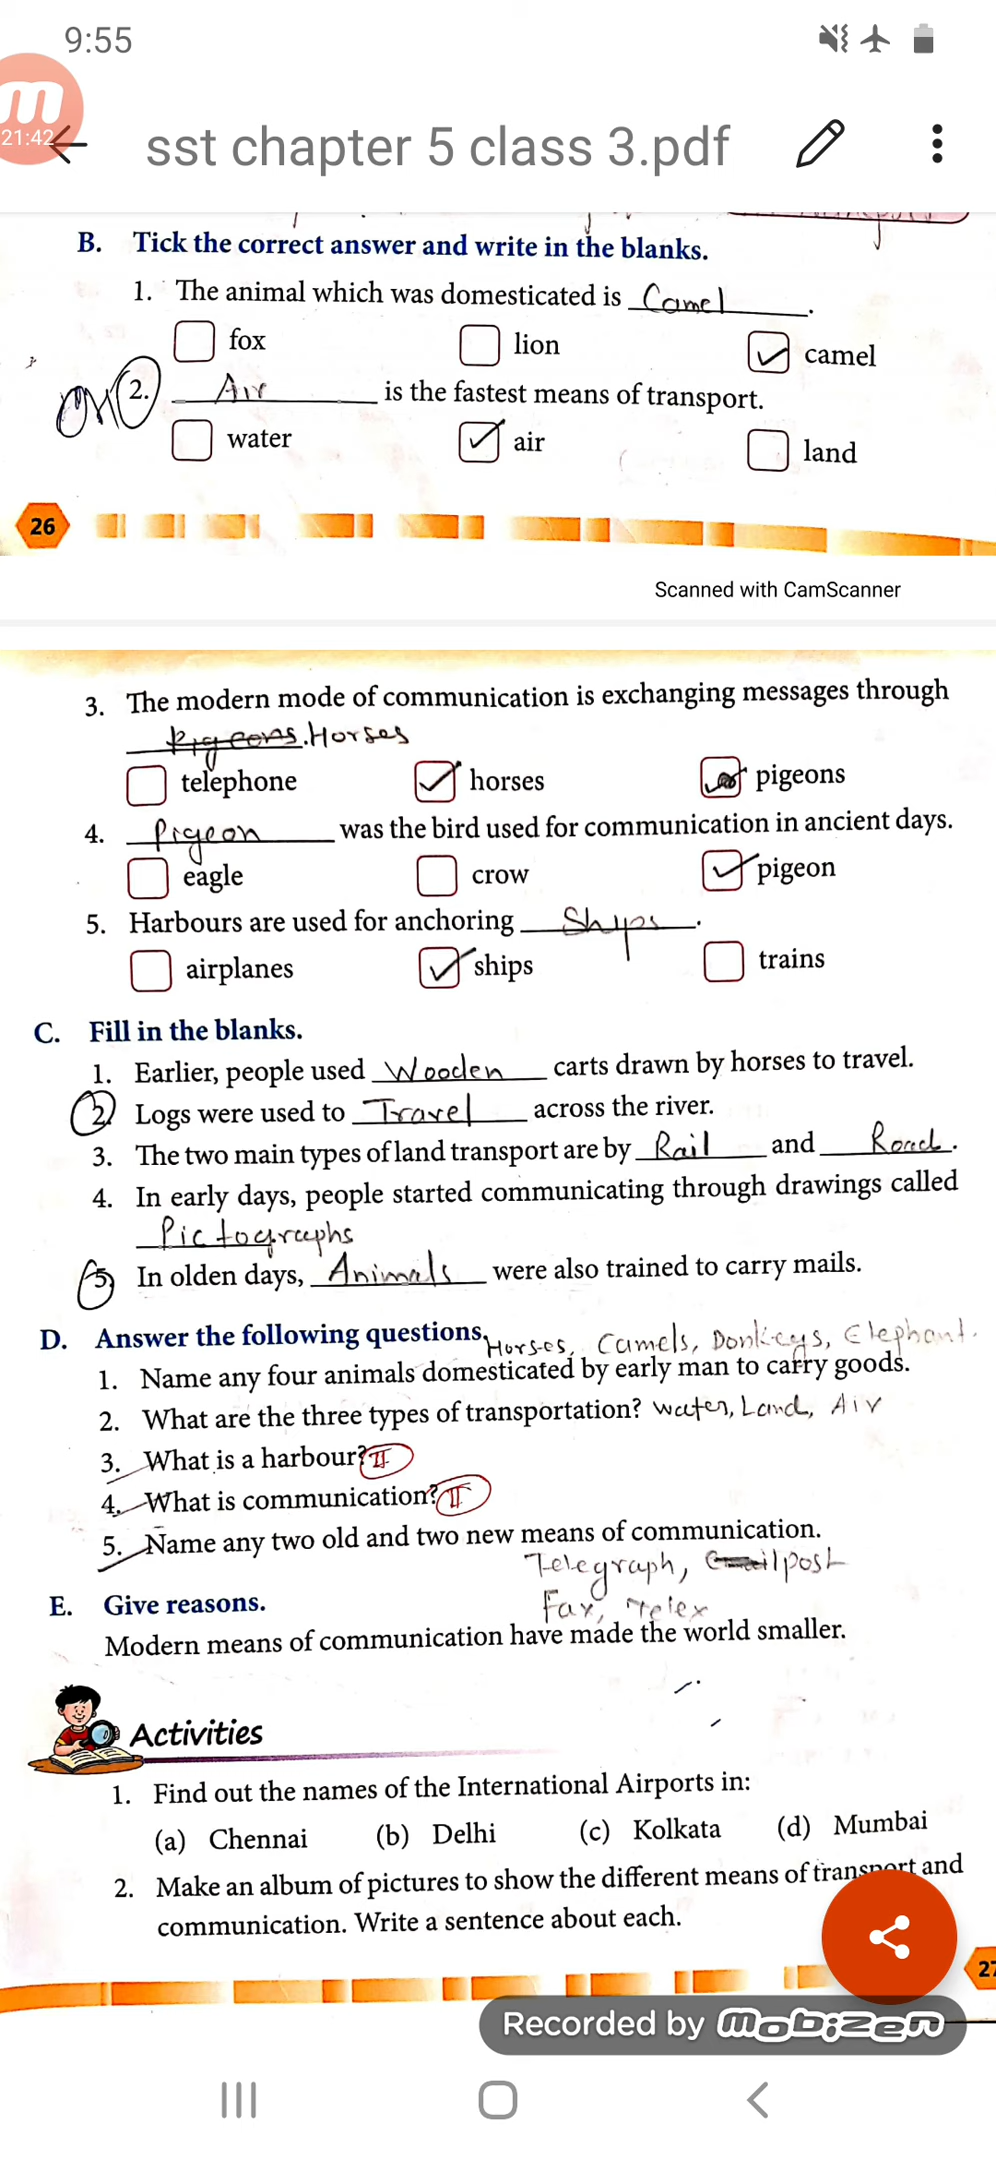 9:55
21:42
sst chapter 5 class 3.pdf
B. Tick the correct answer and write in the blanks.
1. The animal which was domesticated is Camel.
fox lion camel
2. Air is the fastest means of transport.
water air land
26
Scanned with CamScanner
3. The modern mode of communication is exchanging messages through
Pigeons. Horses
telephone horses pigeons
4. Pigeon was the bird used for communication in ancient days.
eagle crow pigeon
5. Harbours are used for anchoring Ships.
airplanes ships trains
C. Fill in the blanks.
1. Earlier, people used Wooden carts drawn by horses to travel.
2. Logs were used to Travel across the river.
3. The two main types of land transport are by Rail and Road.
4. In early days, people started communicating through drawings called
Pictographs
5) In olden days, Animals were also trained to carry mails.
D. Answer the following questions.
Horses, Camels, Donkeys, Elephant.
1. Name any four animals domesticated by early man to carry goods.
2. What are the three types of transportation? water, Land, Air
3. What is a harbour? II
4. What is communication? II
5. Name any two old and two new means of communication.
Telegraph, post
Fax, Telex
E. Give reasons.
Modern means of communication have made the world smaller.
Activities
1. Find out the names of the International Airports in:
(a) Chennai (b) Delhi (c) Kolkata (d) Mumbai
2. Make an album of pictures to show the different means of transport and
communication. Write a sentence about each.
27
Recorded by mobizen